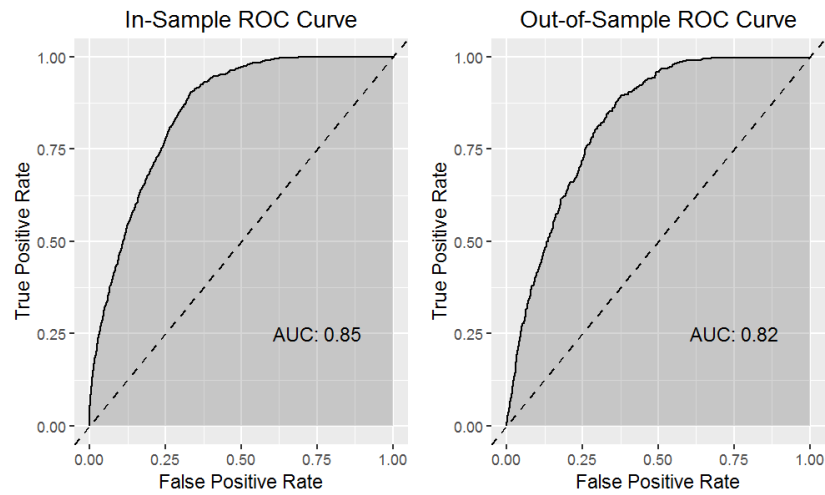 In-Sample ROC Curve
1.00
0.75
0.50
0.25
0.00
True Positive Rate
AUC: 0.85
0.00 0.25 0.50 0.75 1.00
False Positive Rate
Out-of-Sample ROC Curve
1.00
0.75
0.50
0.25
0.00
True Positive Rate
AUC: 0.82
0.00 0.25 0.50 0.75 1.00
False Positive Rate